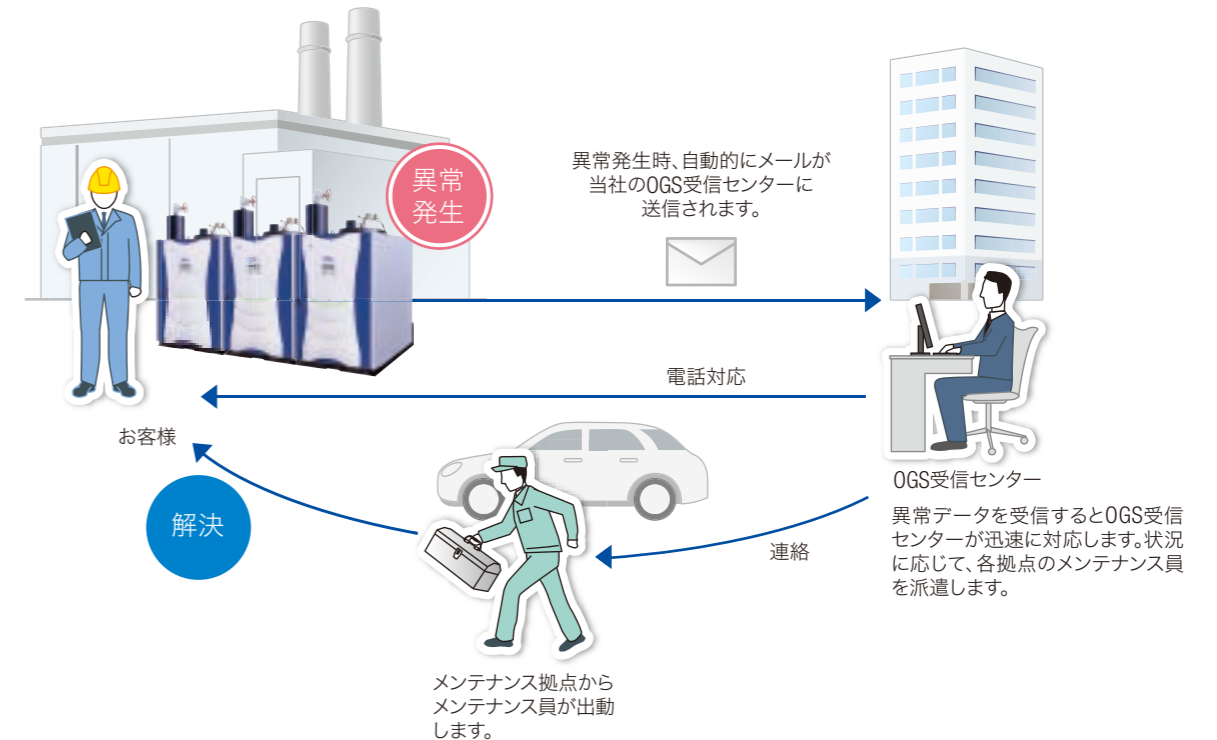 異常
発生
異常発生時、自動的にメールが
当社のOGS受信センターに
送信されます。
電話対応
お客様
解決
OGS受信センター
異常データを受信するとOGS受信
センターが迅速に対応します。状況
に応じて、各拠点のメンテナンス員
を派遣します。
連絡
メンテナンス拠点から
メンテナンス員が出動
します。